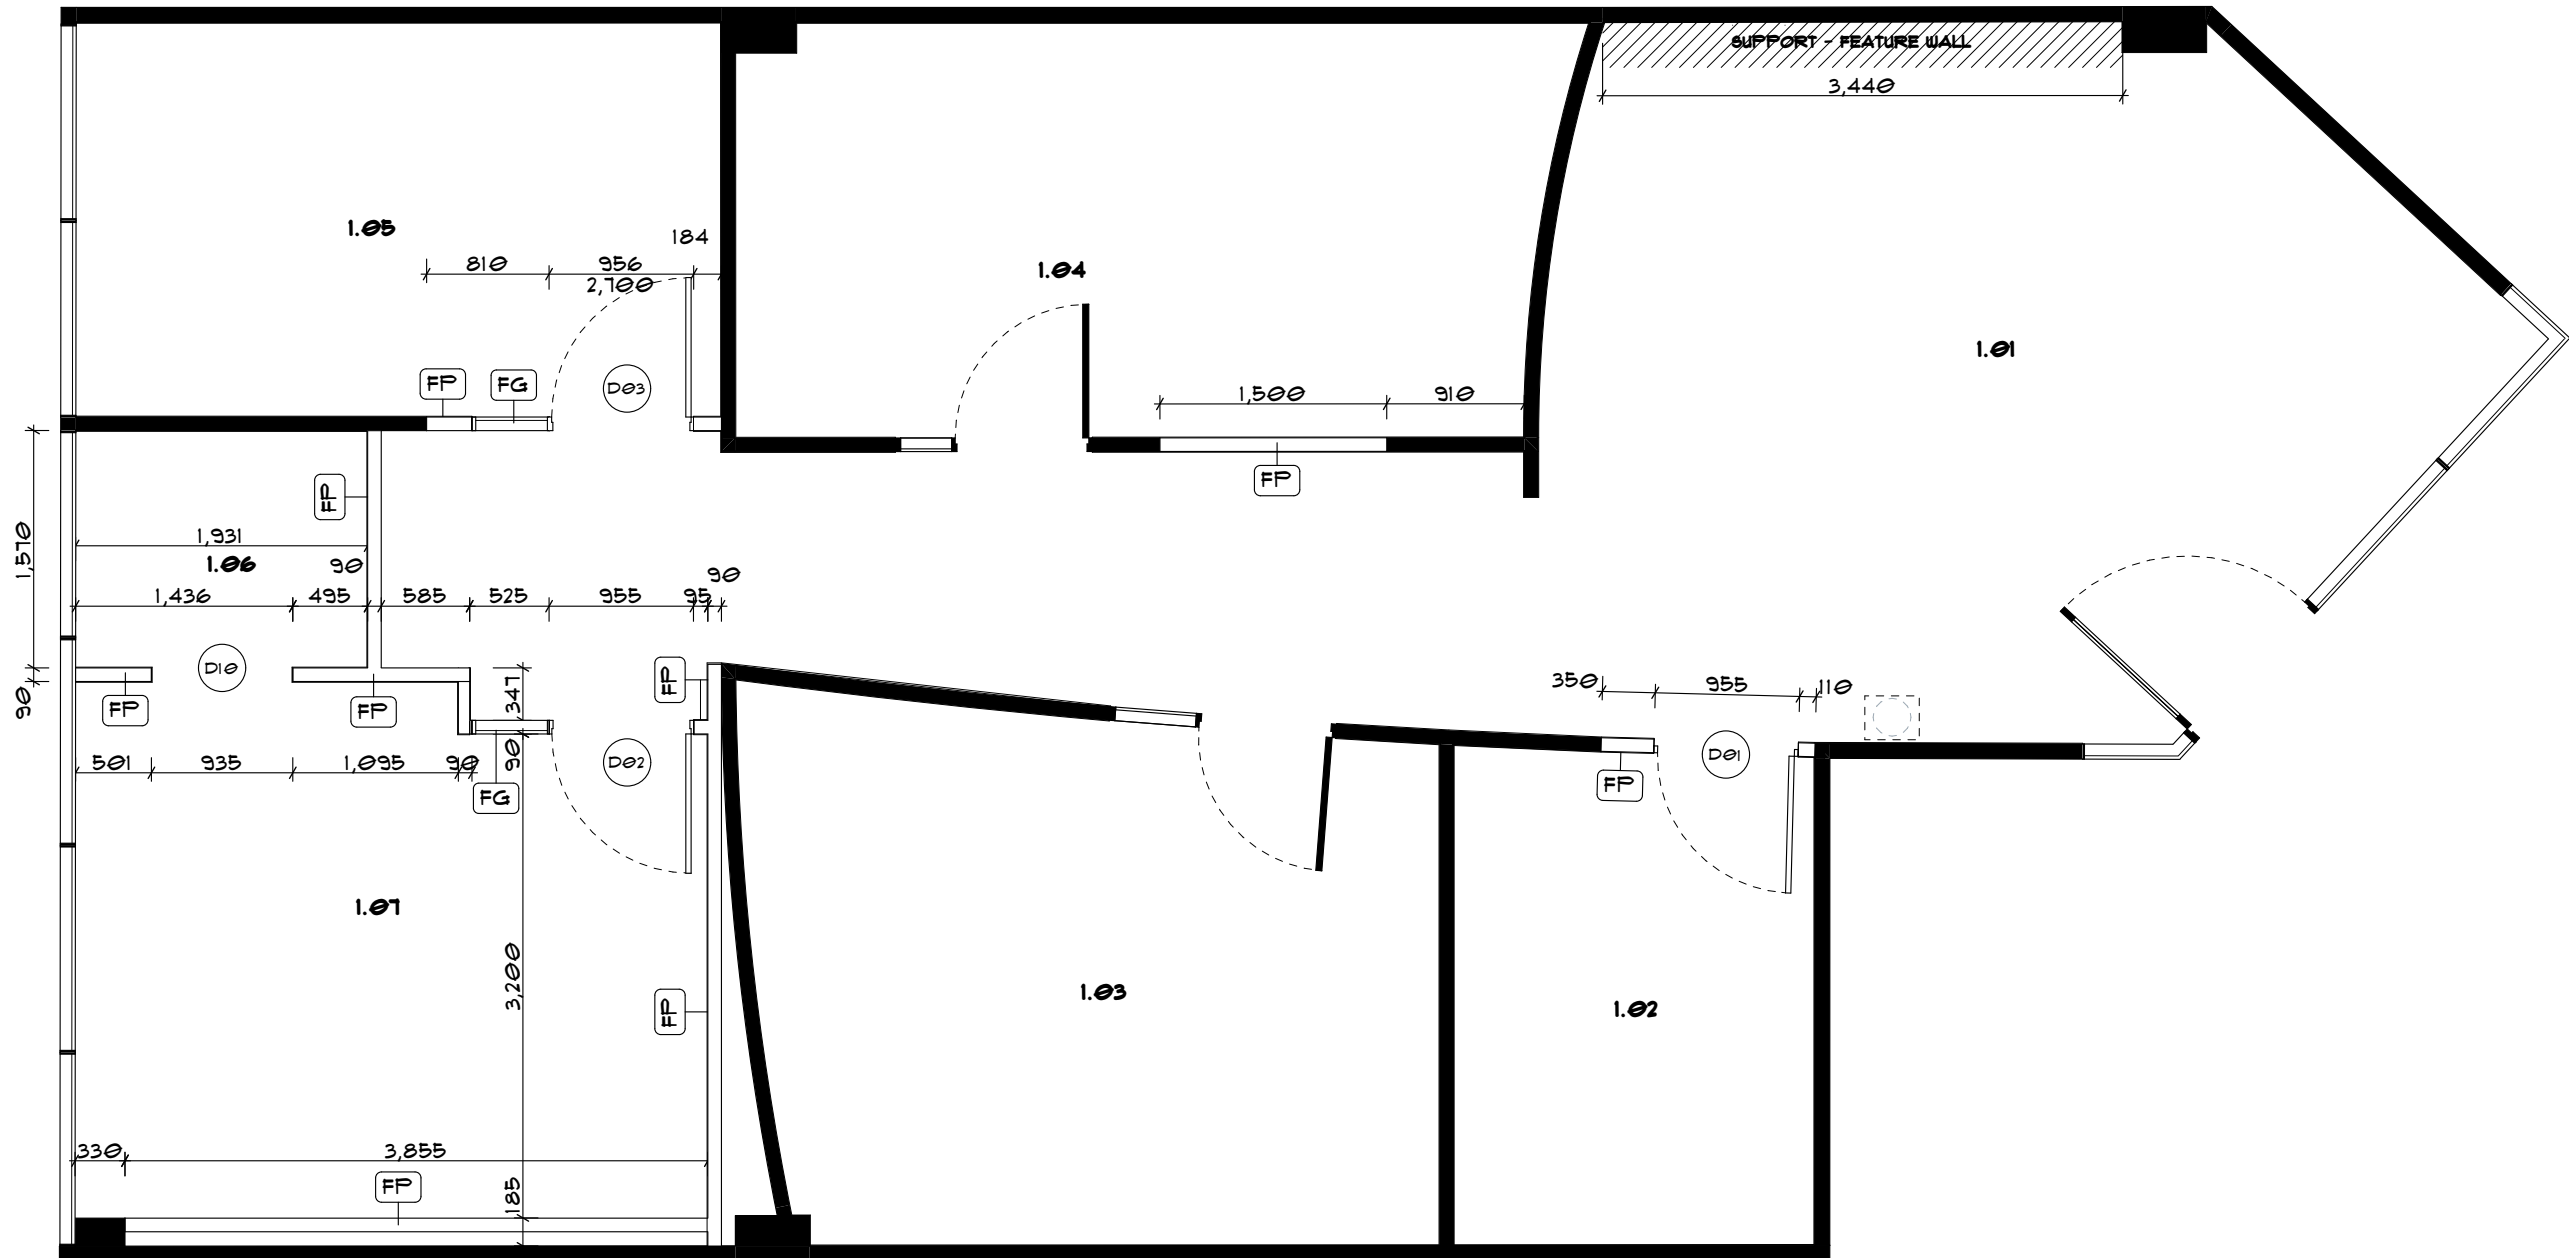 SUPPORT - FEATURE WALL
3,440
1.05
184
810
956
2,700
1.04
1.01
FP
FG
D03
1,500
910
FP
FP
1,570
1,931
1.06
90
90
1,436
495
585
525
955
95
D10
FP
90
FP
FP
347
350
955
110
D02
D01
90
501
935
1,095
90
FG
FP
1.07
3,200
FP
1.03
1.02
330
3,855
FP
185